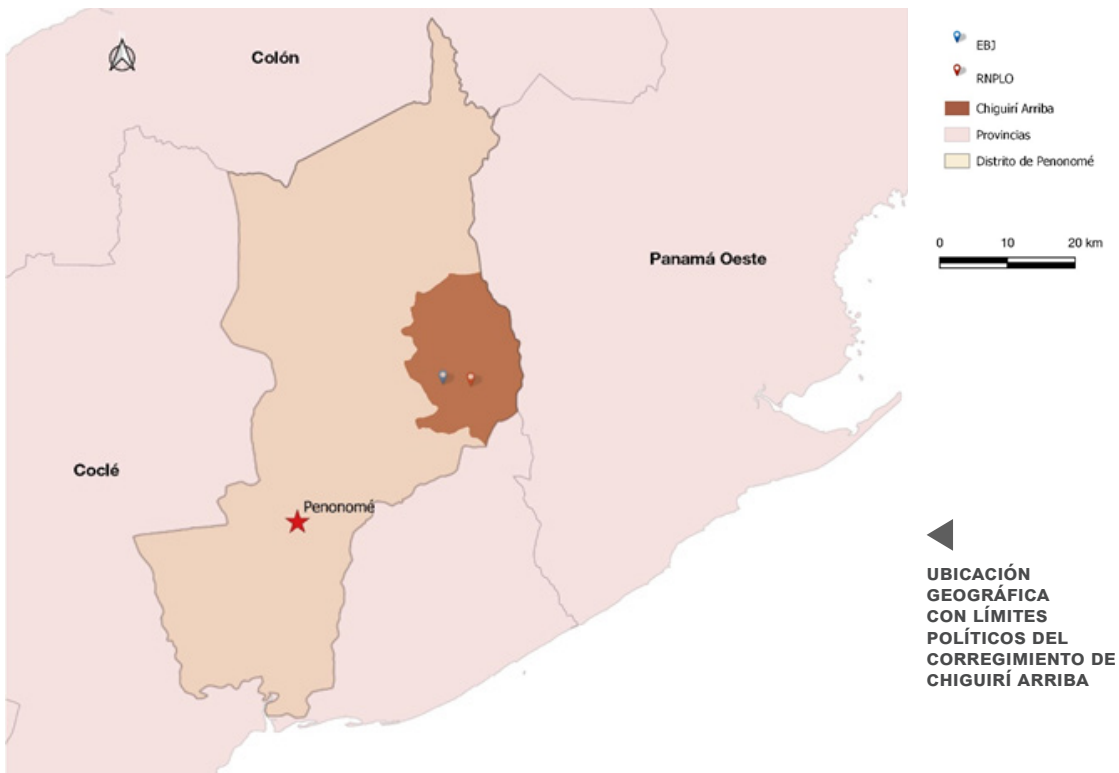 Colón
Panamá Oeste
Coclé
Penonomé
EBJ
RNPLO
Chiguirí Arriba
Provincias
Distrito de Penonomé
0 10 20 km
UBICACIÓN
GEOGRÁFICA
CON LÍMITES
POLÍTICOS DEL
CORREGIMIENTO DE
CHIGUIRÍ ARRIBA